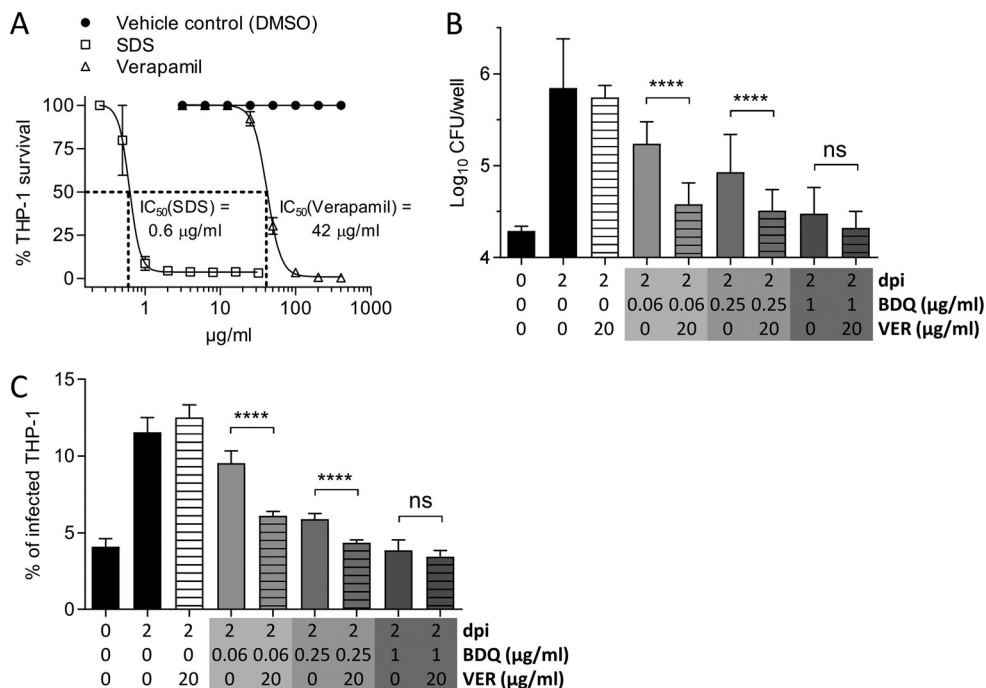 A
Vehicle control (DMSO)
SDS
Verapamil
100
75
50
25
0
% THP-1 survival
IC50(SDS) =
0.6 µg/ml
IC50(Verapamil) =
42 µg/ml
1 10 100 1000
µg/ml
B
Log10 CFU/well
6
5
4
****
****
ns
0 2 2 2 2 2 2 2 2 dpi
0 0 0 0.06 0.06 0.25 0.25 1 1 BDQ (µg/ml)
0 0 20 0 20 0 20 0 20 VER (µg/ml)
C
% of infected THP-1
15
10
5
0
****
****
ns
0 2 2 2 2 2 2 2 2 dpi
0 0 0 0.06 0.06 0.25 0.25 1 1 BDQ (µg/ml)
0 0 20 0 20 0 20 0 20 VER (µg/ml)